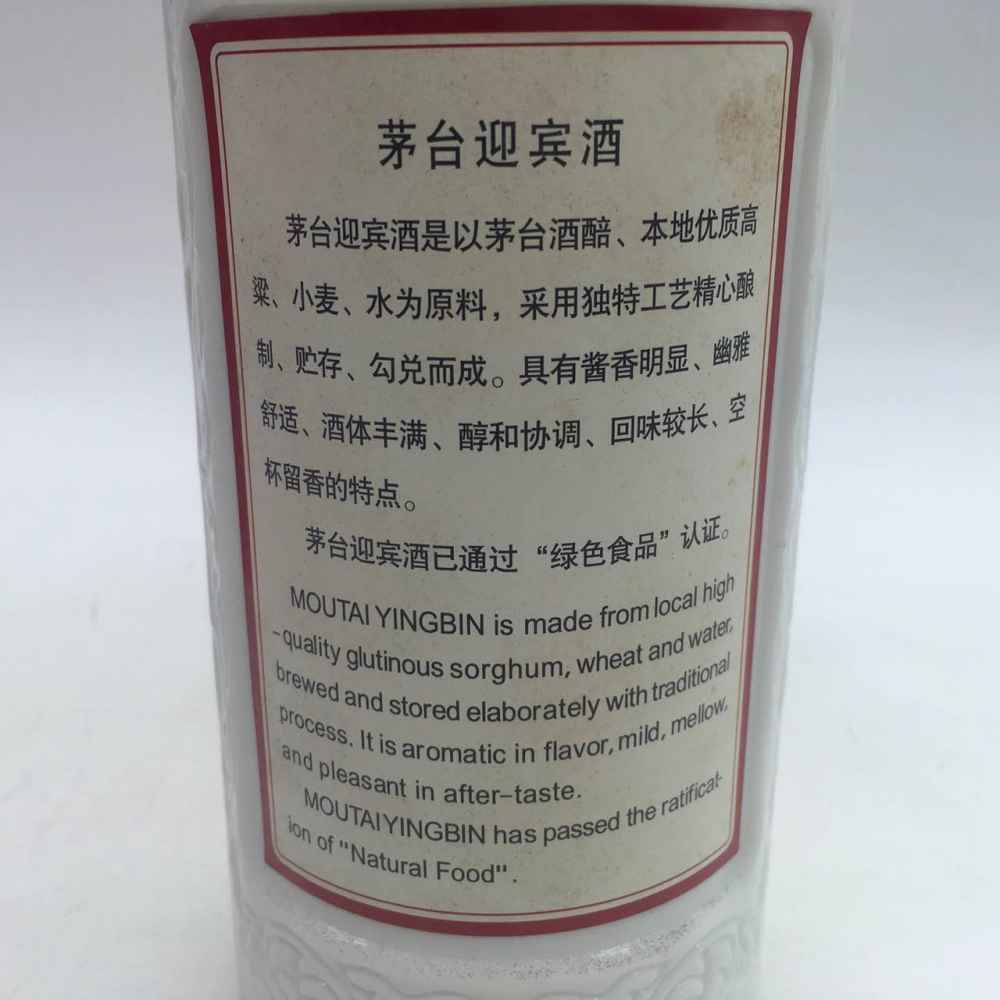 茅台迎宾酒
茅台迎宾酒是以茅台酒醅、本地优质高
粱、小麦、水为原料，采用独特工艺精心酿
制、贮存、勾兑而成。具有酱香明显、幽雅
舒适、酒体丰满、醇和协调、回味较长、空
杯留香的特点。
茅台迎宾酒已通过“绿色食品”认证。
MOUTAI YINGBIN is made from local high
-quality glutinous sorghum, wheat and water,
brewed and stored elaborately with traditional
process. It is aromatic in flavor, mild, mellow,
and pleasant in after-taste.
MOUTAIYINGBIN has passed the ratificat-
ion of "Natural Food".